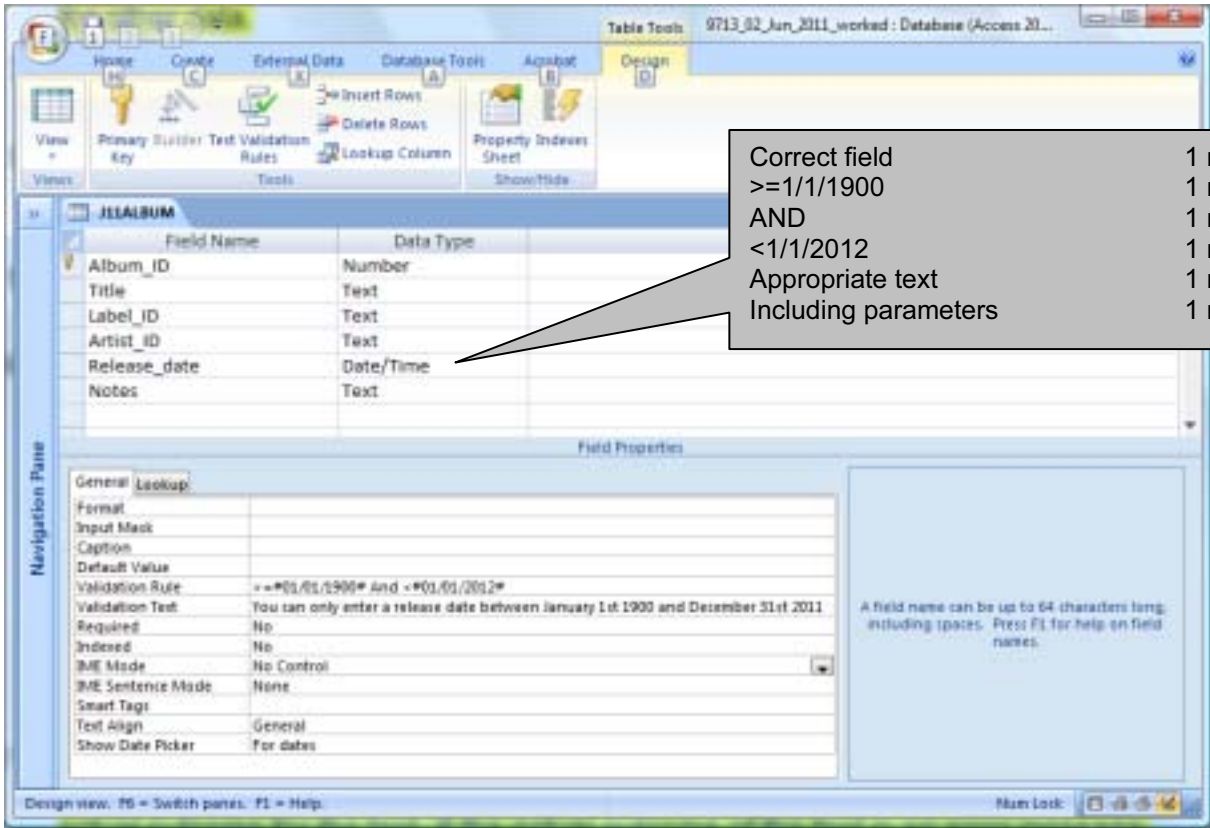 Table Tools 9713_02_Jun_2011_worked : Database (Access 20...
Home Create External Data Database Tools Acrobat Design
H C X A B D
View
Primary Key
Builder
Test Validation Rules
Insert Rows
Delete Rows
Lookup Column
Property Sheet
Indexes
Views Tools Show/Hide
Correct field 1
>=1/1/1900 1
AND 1
<1/1/2012 1
Appropriate text 1
Including parameters 1
J11ALBUM
Field Name Data Type
Album_ID Number
Title Text
Label_ID Text
Artist_ID Text
Release_date Date/Time
Notes Text
Navigation Pane
Field Properties
General Lookup
Format
Input Mask
Caption
Default Value
Validation Rule >=#01/01/1900# And <#01/01/2012#
Validation Text You can only enter a release date between January 1st 1900 and December 31st 2011
Required No
Indexed No
IME Mode No Control
IME Sentence Mode None
Smart Tags
Text Align General
Show Date Picker For dates
A field name can be up to 64 characters long,
including spaces. Press F1 for help on field
names.
Design view. F6 = Switch panes. F1 = Help.
Num Lock